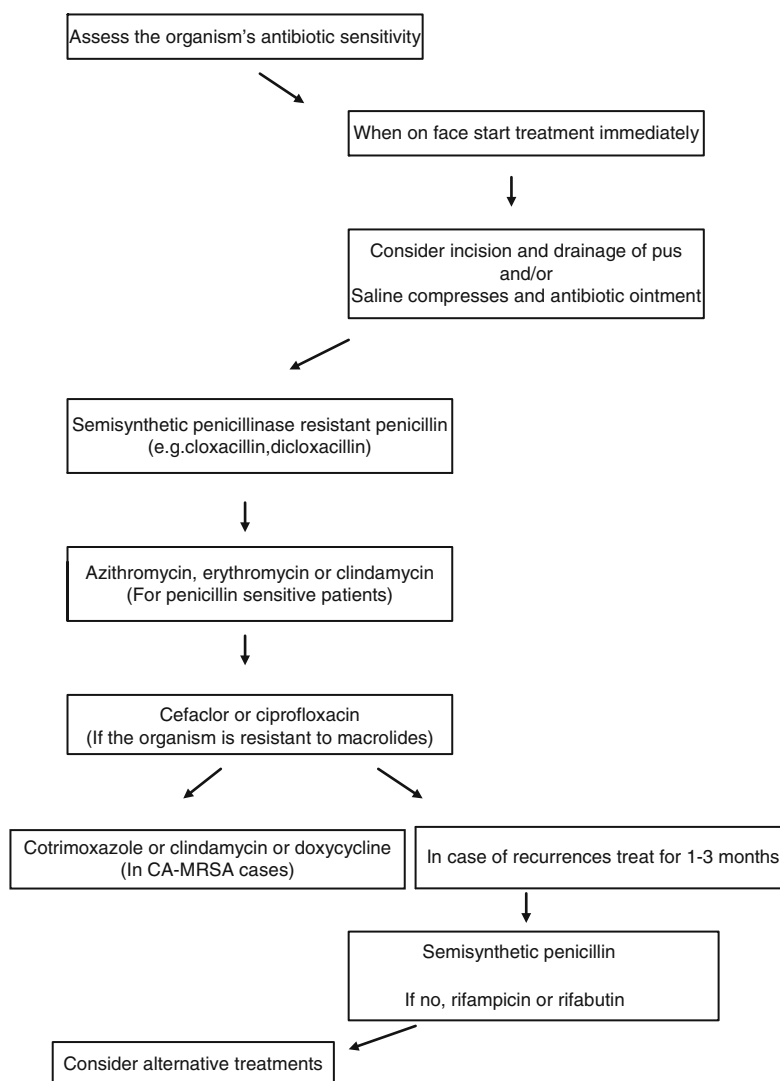 Assess the organism's antibiotic sensitivity
When on face start treatment immediately
Consider incision and drainage of pus
and/or
Saline compresses and antibiotic ointment
Semisynthetic penicillinase resistant penicillin
(e.g.cloxacillin,dicloxacillin)
Azithromycin, erythromycin or clindamycin
(For penicillin sensitive patients)
Cefaclor or ciprofloxacin
(If the organism is resistant to macrolides)
Cotrimoxazole or clindamycin or doxycycline
(In CA-MRSA cases)
In case of recurrences treat for 1-3 months
Semisynthetic penicillin
If no, rifampicin or rifabutin
Consider alternative treatments